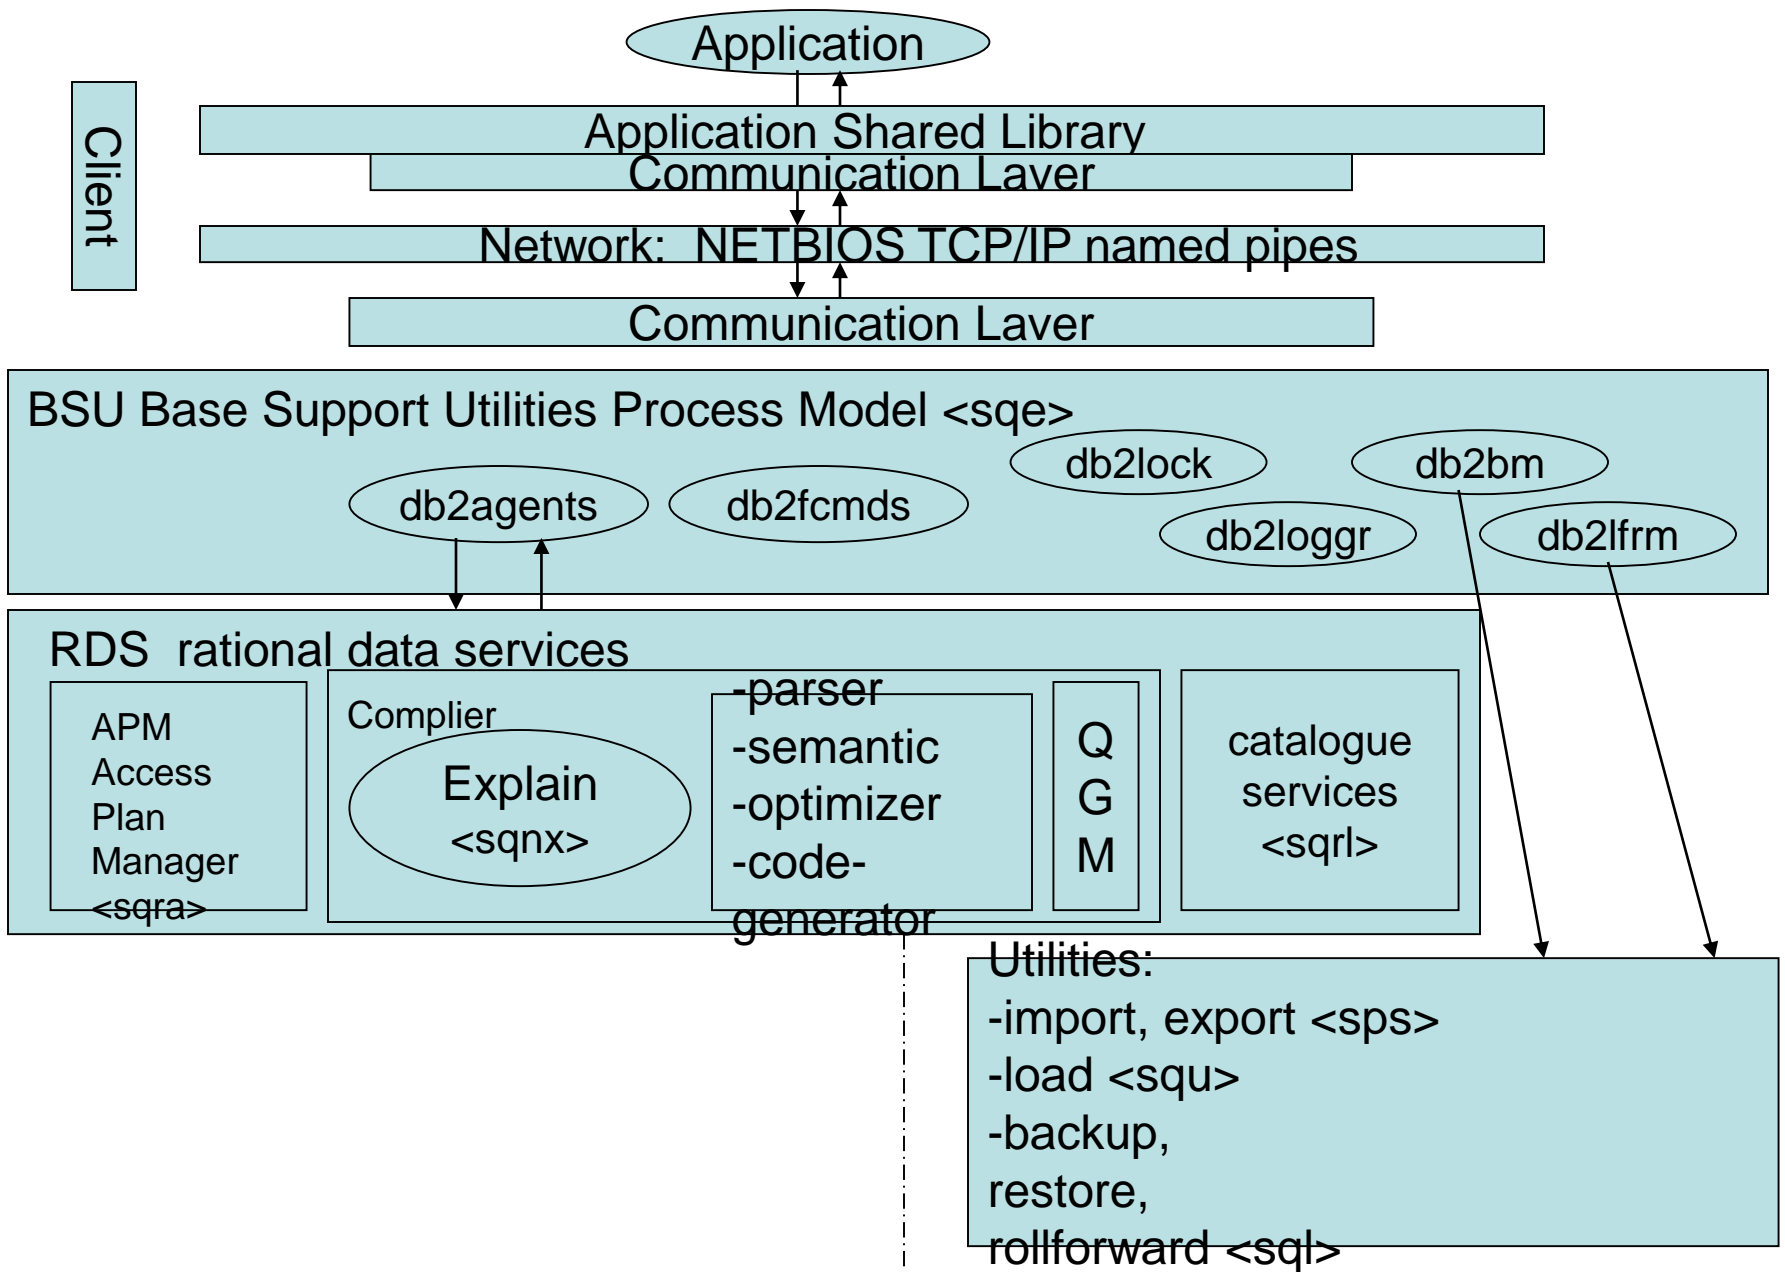 Application
Client
Application Shared Library
Communication Laver
Network:  NETBIOS TCP/IP named pipes
Communication Laver
BSU Base Support Utilities Process Model <sqe>
db2lock
db2bm
db2agents
db2fcmds
db2loggr
db2lfrm
RDS  rational data services
APM
Access
Plan
Manager
<sqra>
Complier
Explain
<sqnx>
-parser
-semantic
-optimizer
-code-
generator
Q
G
M
catalogue
services
<sqrl>
Utilities:
-import, export <sps>
-load <squ>
-backup,
restore,
rollforward <sql>